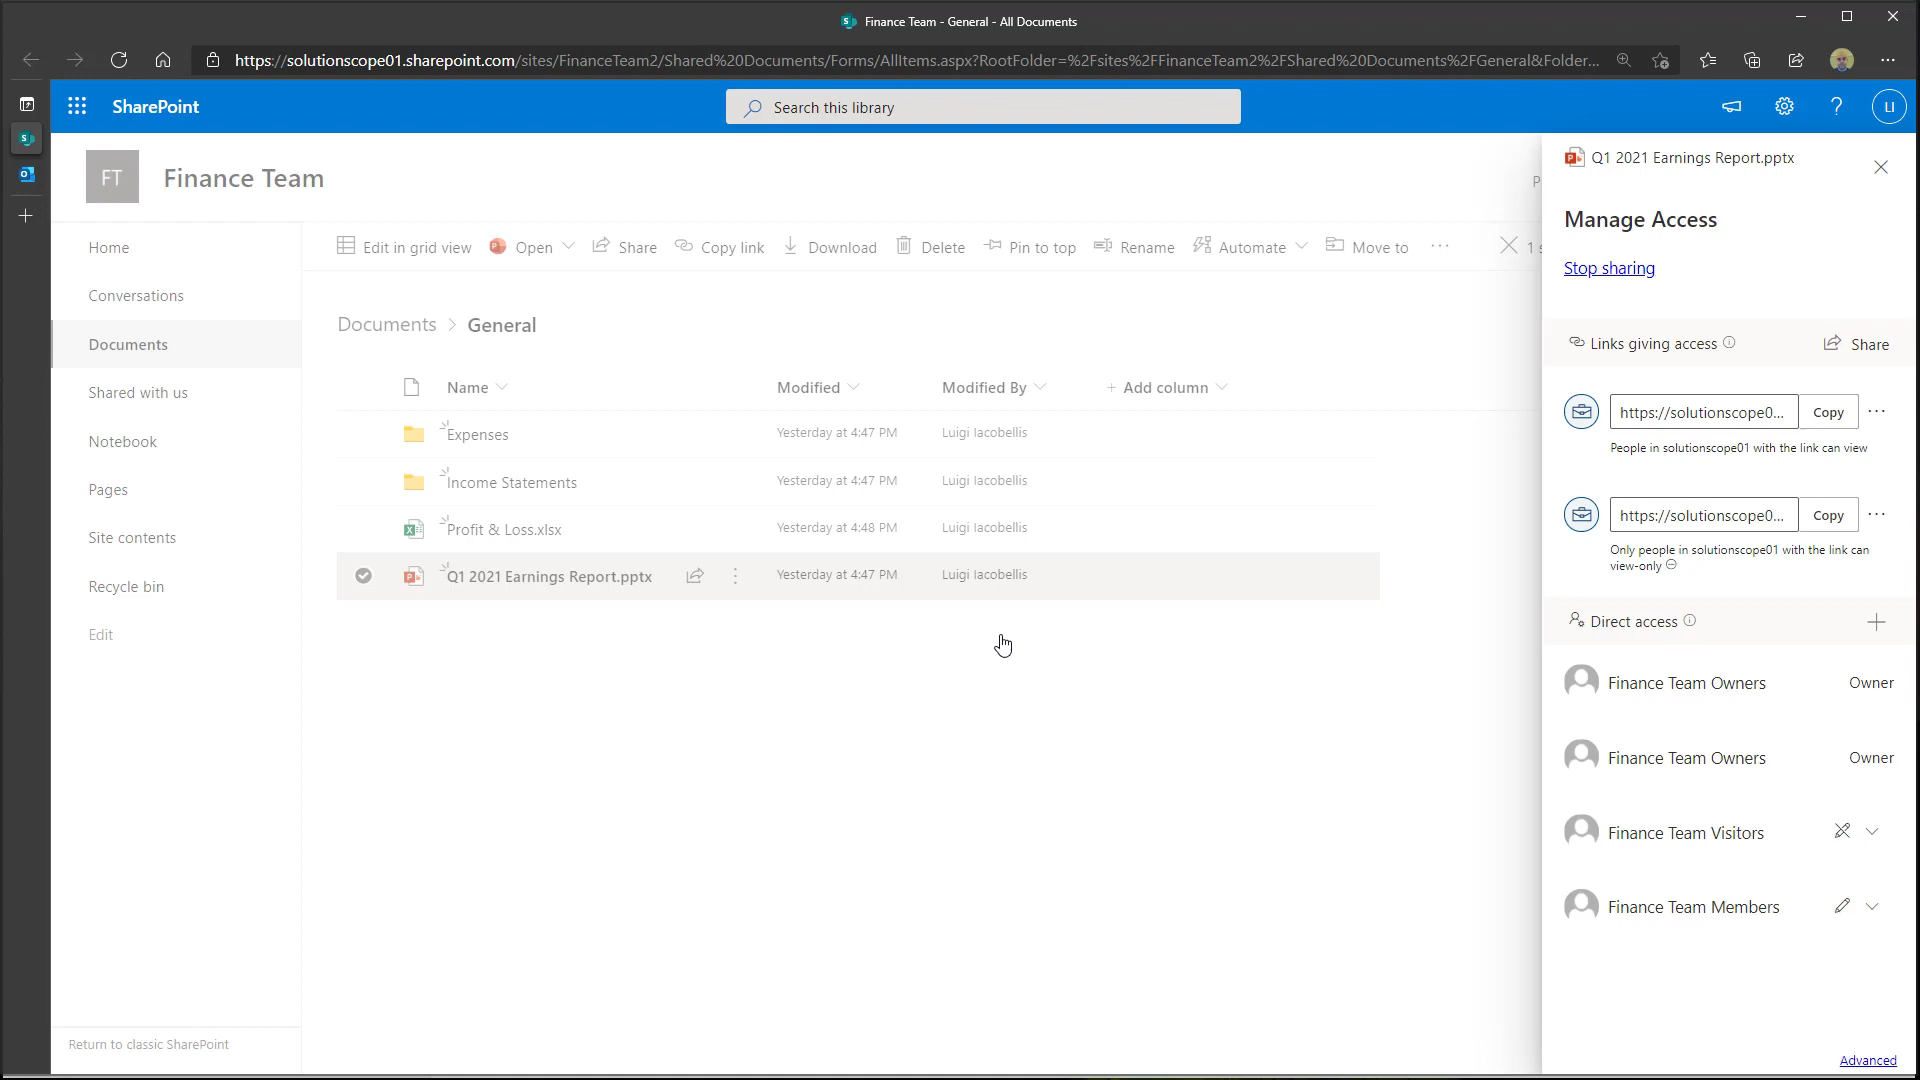 Finance Team - General - All Documents
https://solutionscope01.sharepoint.com/sites/FinanceTeam2/Shared%20Documents/Forms/AllItems.aspx?RootFolder=%2Fsites%2FFinanceTeam2%2FShared%20Documents%2FGeneral&Folder...
SharePoint
Search this library
?
LI
FT
Finance Team
P
Home
Conversations
Documents
Shared with us
Notebook
Pages
Site contents
Recycle bin
Edit
Return to classic SharePoint
Edit in grid view Open Share Copy link Download Delete Pin to top Rename Automate Move to ... 1 s
Documents > General
Name Modified Modified By + Add column
Expenses Yesterday at 4:47 PM Luigi Iacobellis
Income Statements Yesterday at 4:47 PM Luigi Iacobellis
Profit & Loss.xlsx Yesterday at 4:48 PM Luigi Iacobellis
Q1 2021 Earnings Report.pptx Yesterday at 4:47 PM Luigi Iacobellis
Q1 2021 Earnings Report.pptx
Manage Access
Stop sharing
Links giving access Share
https://solutionscope0... Copy ...
People in solutionscope01 with the link can view
https://solutionscope0... Copy ...
Only people in solutionscope01 with the link can
view-only
Direct access
Finance Team Owners Owner
Finance Team Owners Owner
Finance Team Visitors
Finance Team Members
Advanced